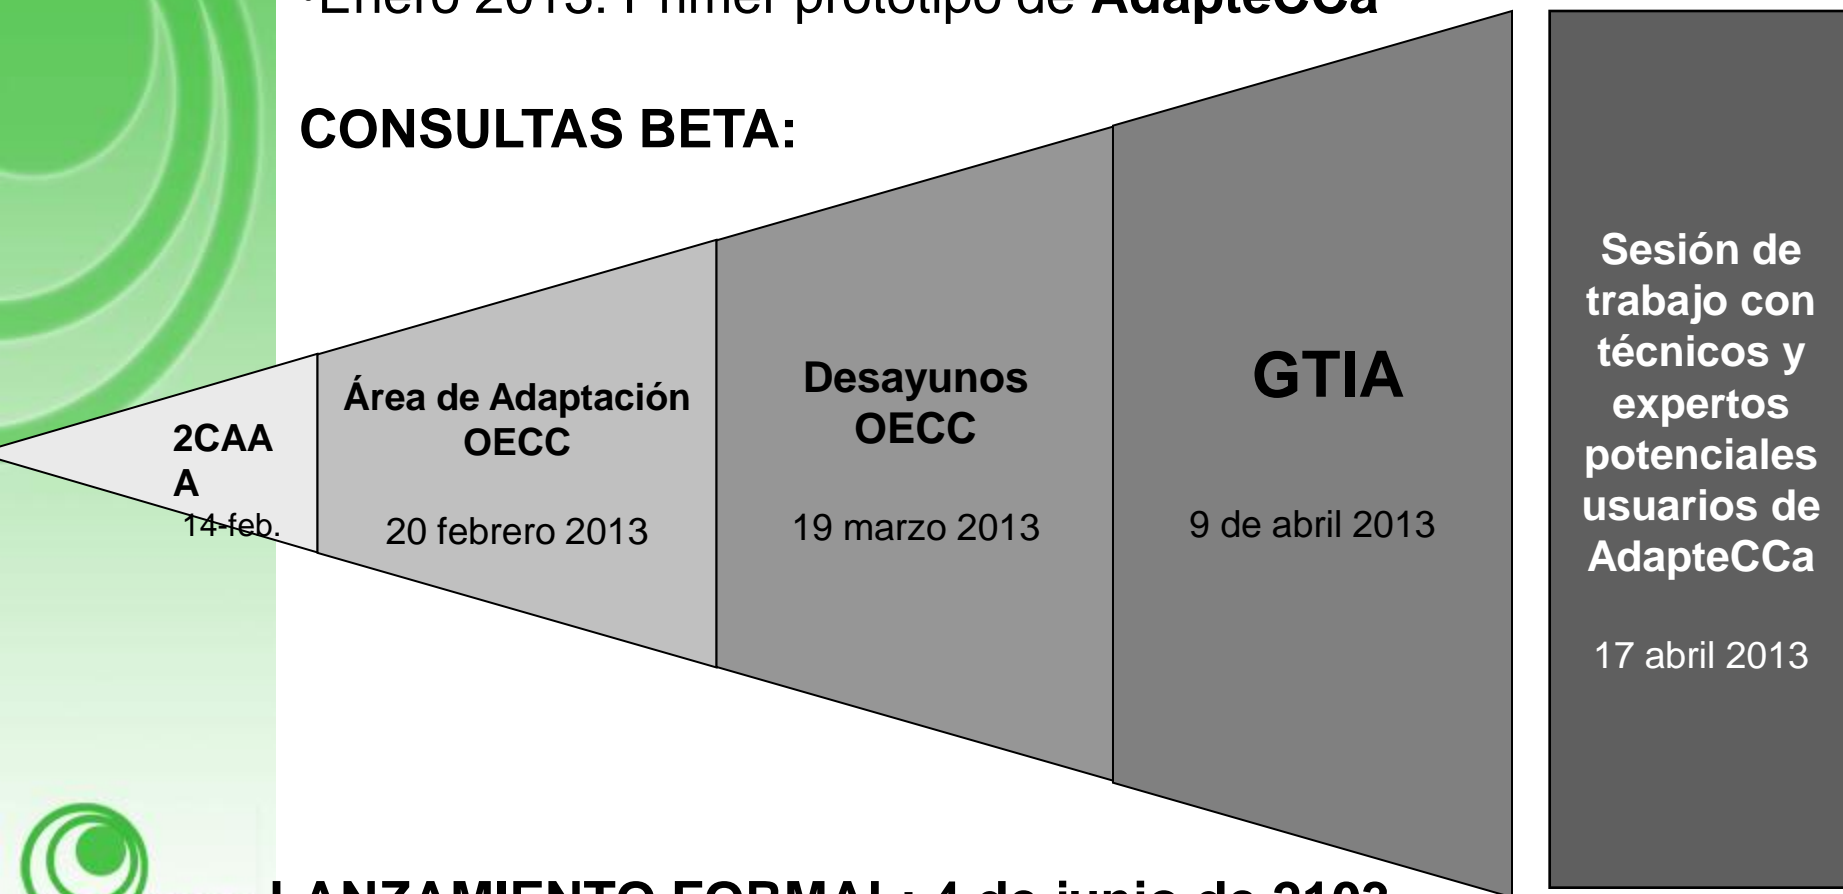 •Enero 2013: Primer prototipo de AdapteCCa
CONSULTAS BETA:
2CAA
A
14-feb.
Área de Adaptación
OECC
20 febrero 2013
Desayunos
OECC
19 marzo 2013
GTIA
9 de abril 2013
Sesión de
trabajo con
técnicos y
expertos
potenciales
usuarios de
AdapteCCa
17 abril 2013
LANZAMIENTO FORMAL: 4 de junio de 2103